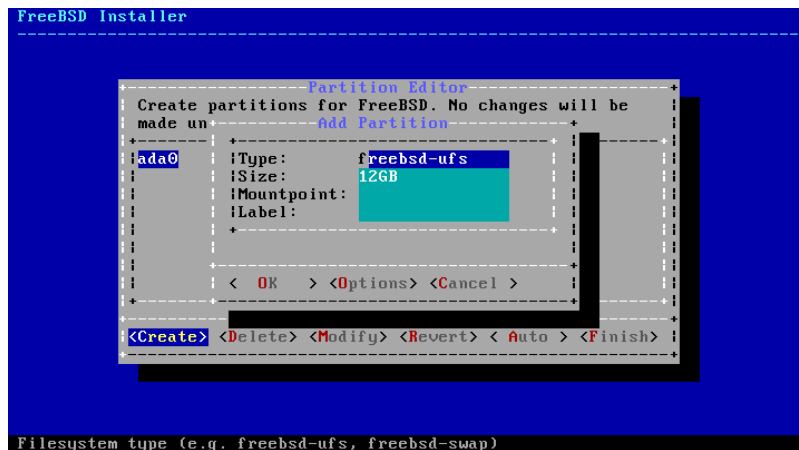 FreeBSD Installer
Partition Editor
Create partitions for FreeBSD. No changes will be
made un
Add Partition
ada0
Type: freebsd-ufs
Size: 12GB
Mountpoint:
Label:
< OK > <Options> <Cancel >
<Create> <Delete> <Modify> <Revert> < Auto > <Finish>
Filesystem type (e.g. freebsd-ufs, freebsd-swap)